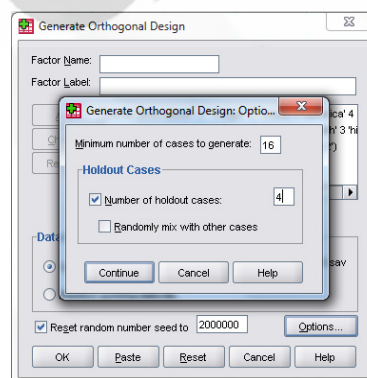 Generate Orthogonal Design
Factor Name:
Factor Label:
Generate Orthogonal Design: Optio...
Minimum number of cases to generate: 16
Holdout Cases
Number of holdout cases: 4
Randomly mix with other cases
Continue Cancel Help
Data
sav
Reset random number seed to 2000000 Options...
OK Paste Reset Cancel Help